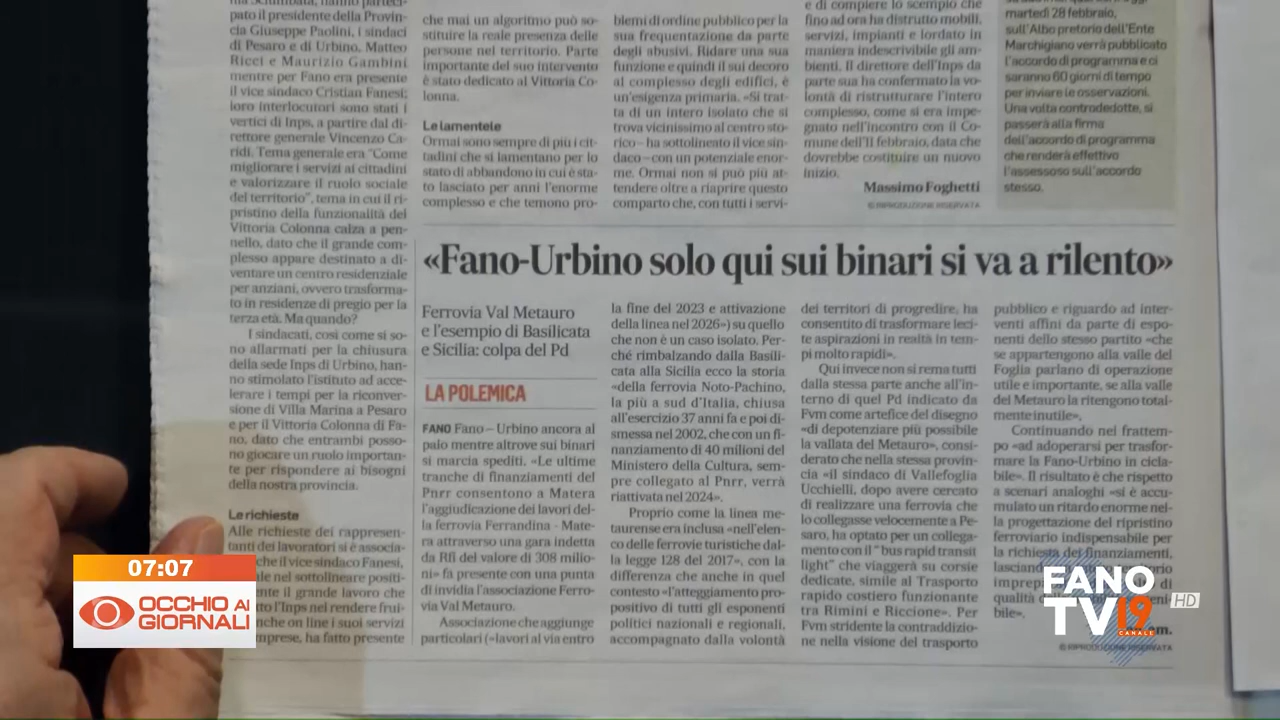 pato il presidente della Provin-
cia Giuseppe Paolini, i sindaci
di Pesaro e di Urbino, Matteo
Ricci e Maurizio Gambini
mentre per Fano era presente
il vice sindaco Cristian Fanesi;
loro interlocutori sono stati i
vertici di Inps, a partire dal di-
rettore generale Vincenzo Ca-
ridi. Tema generale era "Come
migliorare i servizi ai cittadini
e valorizzare il ruolo sociale
del territorio", tema in cui il ri-
pristino della funzionalità del
Vittoria Colonna calza a pen-
nello, dato che il grande com-
plesso appare destinato a di-
ventare un centro residenziale
per anziani, ovvero trasforma-
to in residenze di pregio per la
terza età. Ma quando?
I sindacati, così come si so-
no allarmati per la chiusura
della sede Inps di Urbino, han-
no stimolato l'istituto ad acce-
lerare i tempi per la riconver-
sione di Villa Marina a Pesaro
e per il Vittoria Colonna di Fa-
no, dato che entrambi posso-
no giocare un ruolo importan-
te per rispondere ai bisogni
della nostra provincia.
Le richieste
Alle richieste dei rappresen-
tanti dei lavoratori si è associa-
che il vice sindaco Fanesi,
le nel sottolineare positi-
nte il grande lavoro che
to l'Inps nel rendere fru
nche on line i suoi servizi
mprese, ha fatto presente
che mai un algoritmo può so-
stituire la reale presenza delle
persone nel territorio. Parte
importante del suo intervento
è stato dedicato al Vittoria Co-
lonna.
Le lamentele
Ormai sono sempre di più i cit-
tadini che si lamentano per lo
stato di abbandono in cui è sta-
to lasciato per anni l'enorme
complesso e che temono pro-
blemi di ordine pubblico per la
sua frequentazione da parte
degli abusivi. Ridare una sua
funzione e quindi il suo decoro
al complesso degli edifici, è
un'esigenza primaria. «Si trat-
ta di un intero isolato che si
trova vicinissimo al centro sto-
rico – ha sottolineato il vice sin-
daco – con un potenziale enor-
me. Ormai non si può più at-
tendere oltre a riaprire questo
comparto che, con tutti i servi-
e di compiere lo scempio che
fino ad ora ha distrutto mobili,
servizi, impianti e lordato in
maniera indescrivibile gli am-
bienti. Il direttore dell'Inps da
parte sua ha confermato la vo-
lontà di ristrutturare l'intero
complesso, come si era impe-
gnato nell'incontro con il Co-
mune dell'11 febbraio, data che
dovrebbe costituire un nuovo
inizio.
Massimo Foghetti
© RIPRODUZIONE RISERVATA
martedì 28 febbraio,
sull'Albo pretorio dell'Ente
Marchigiano verrà pubblicato
l'accordo di programma e ci
saranno 60 giorni di tempo
per inviare le osservazioni.
Una volta controdedotte, si
passerà alla firma
dell'accordo di programma
che renderà effettivo
l'assessoso sull'accordo
stesso.
«Fano-Urbino solo qui sui binari si va a rilento»
Ferrovia Val Metauro
e l'esempio di Basilicata
e Sicilia: colpa del Pd
LA POLEMICA
FANO Fano – Urbino ancora al
palo mentre altrove sui binari
si marcia spediti. «Le ultime
tranche di finanziamenti del
Pnrr consentono a Matera
l'aggiudicazione dei lavori del-
la ferrovia Ferrandina - Mate-
ra attraverso una gara indetta
da Rfi del valore di 308 milio-
ni» fa presente con una punta
di invidia l'associazione Ferro-
via Val Metauro.
Associazione che aggiunge
particolari («lavori al via entro
la fine del 2023 e attivazione
della linea nel 2026») su quello
che non è un caso isolato. Per-
ché rimbalzando dalla Basili-
cata alla Sicilia ecco la storia
«della ferrovia Noto-Pachino,
la più a sud d'Italia, chiusa
all'esercizio 37 anni fa e poi di-
smessa nel 2002, che con un fi-
nanziamento di 40 milioni del
Ministero della Cultura, sem-
pre collegato al Pnrr, verrà
riattivata nel 2024».
Proprio come la linea me-
taurense era inclusa «nell'elen-
co delle ferrovie turistiche dal-
la legge 128 del 2017», con la
differenza che anche in quel
contesto «l'atteggiamento pro-
positivo di tutti gli esponenti
politici nazionali e regionali,
accompagnato dalla volontà
dei territori di progredire, ha
consentito di trasformare leci-
te aspirazioni in realtà in tem-
pi molto rapidi».
Qui invece non si rema tutti
dalla stessa parte anche all'in-
terno di quel Pd indicato da
Fvm come artefice del disegno
«di depotenziare più possibile
la vallata del Metauro», consi-
derato che nella stessa provin-
cia «il sindaco di Vallefoglia
Ucchielli, dopo avere cercato
di realizzare una ferrovia che
lo collegasse velocemente a Pe-
saro, ha optato per un collega-
mento con il "bus rapid transit
light" che viaggerà su corsie
dedicate, simile al Trasporto
rapido costiero funzionante
tra Rimini e Riccione». Per
Fvm stridente la contraddizio-
ne nella visione del trasporto
pubblico e riguardo ad inter-
venti affini da parte di espo-
nenti dello stesso partito «che
se appartengono alla valle del
Foglia parlano di operazione
utile e importante, se alla valle
del Metauro la ritengono total-
mente inutile».
Continuando nel frattem-
po «ad adoperarsi per trasfor-
mare la Fano-Urbino in cicla-
bile». Il risultato è che rispetto
a scenari analoghi «si è accu-
mulato un ritardo enorme nel-
la progettazione del ripristino
ferroviario indispensabile per
la richiesta dei finanziamenti,
lasciando
imprep di
qualità
bile».
em.
© RIPRODUZIONE RISERVATA
07:07
OCCHIO AI
GIORNALI
FANO
TV19 HD
CANALE